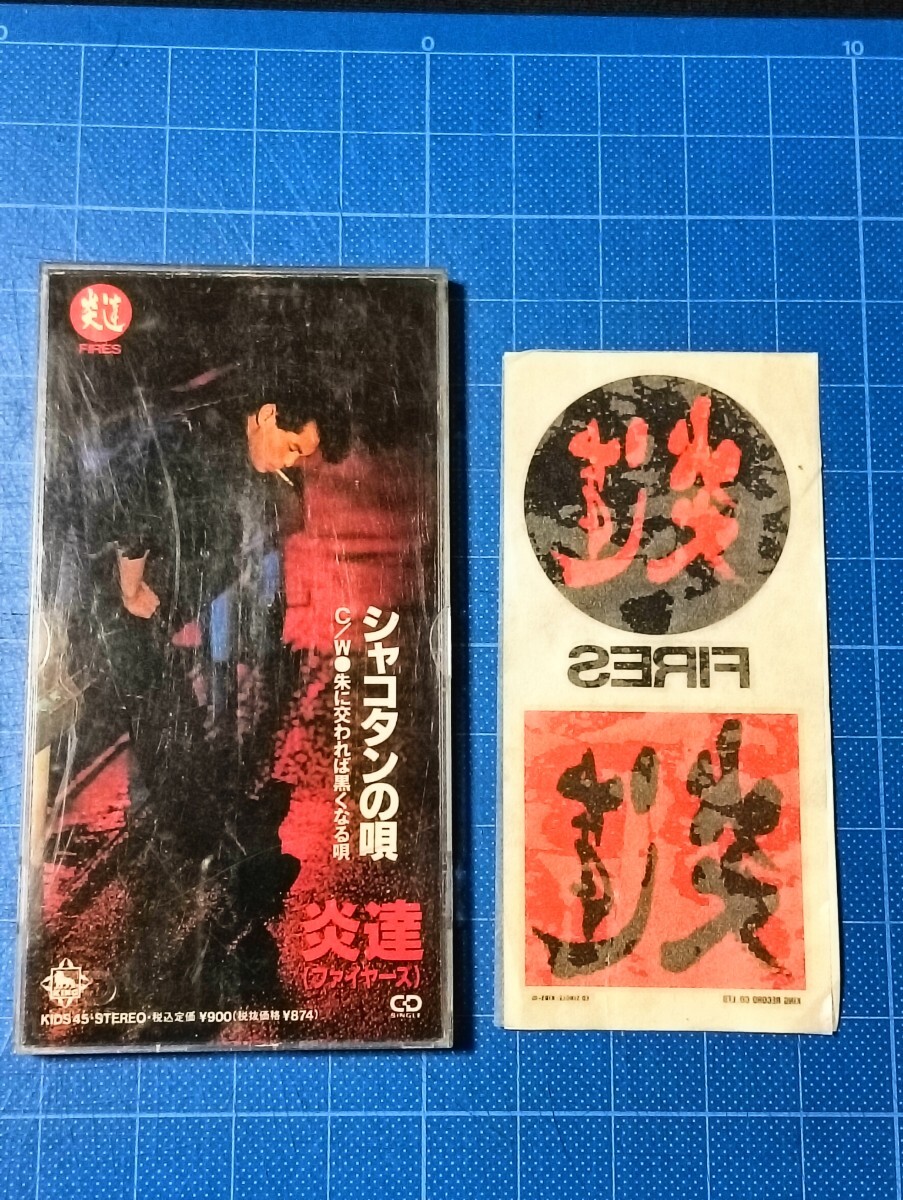 0
0
10
炎達
FIRES
シャコタンの唄
C/W●朱に交われば黒くなる唄
炎達
(ファイヤーズ)
KING
KIDS 45・STEREO・税込定価 ¥900(税抜価格 ¥874)
CD
SINGLE
炎達
FIRES
炎達
KING RECORD CO LTD